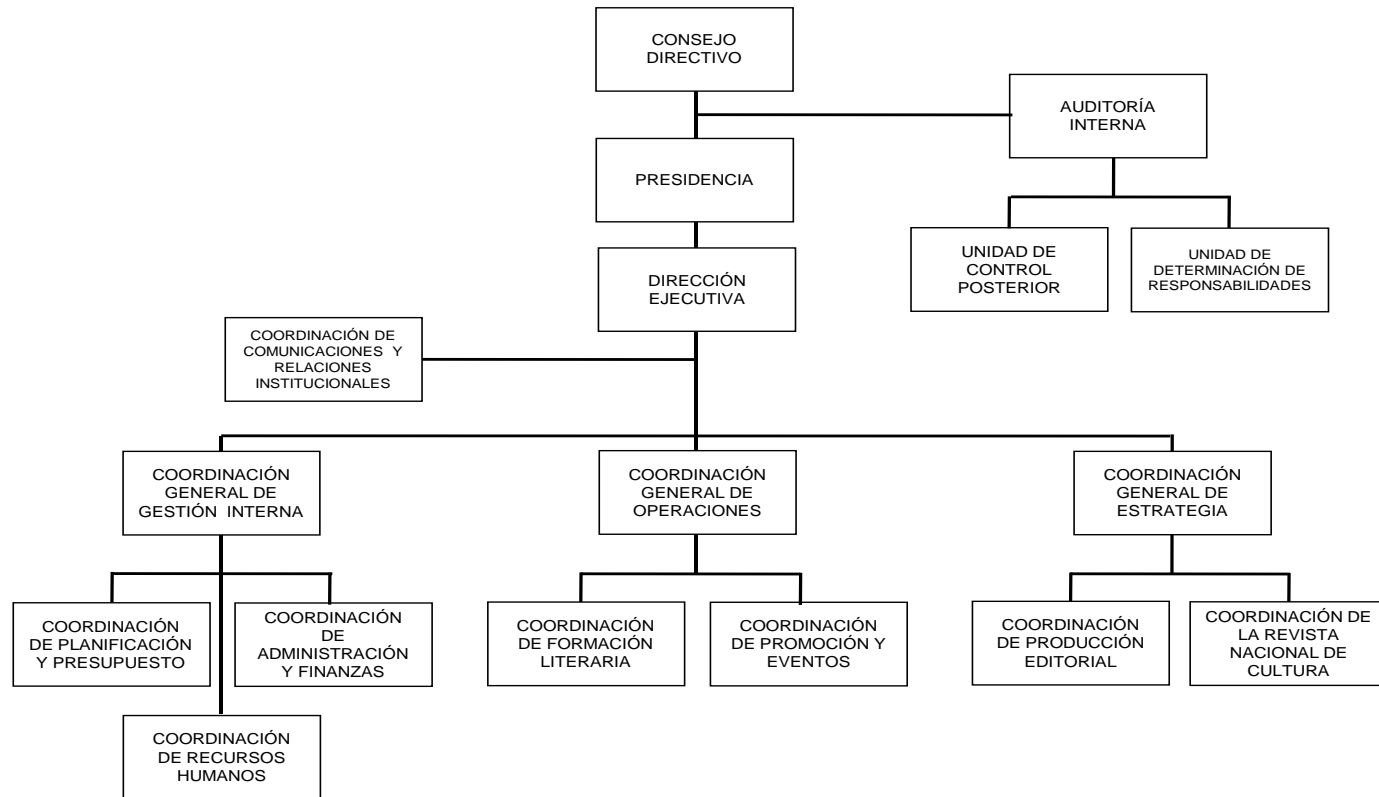 CONSEJO
DIRECTIVO
AUDITORÍA
INTERNA
PRESIDENCIA
UNIDAD DE
CONTROL
POSTERIOR
UNIDAD DE
DETERMINACIÓN DE
RESPONSABILIDADES
DIRECCIÓN
EJECUTIVA
COORDINACIÓN DE
COMUNICACIONES Y
RELACIONES
INSTITUCIONALES
COORDINACIÓN
GENERAL DE
GESTIÓN INTERNA
COORDINACIÓN
GENERAL DE
OPERACIONES
COORDINACIÓN
GENERAL DE
ESTRATEGIA
COORDINACIÓN
DE PLANIFICACIÓN
Y PRESUPUESTO
COORDINACIÓN
DE
ADMINISTRACIÓN
Y FINANZAS
COORDINACIÓN
DE FORMACIÓN
LITERARIA
COORDINACIÓN
DE PROMOCIÓN Y
EVENTOS
COORDINACIÓN
DE PRODUCCIÓN
EDITORIAL
COORDINACIÓN DE
LA REVISTA
NACIONAL DE
CULTURA
COORDINACIÓN
DE RECURSOS
HUMANOS